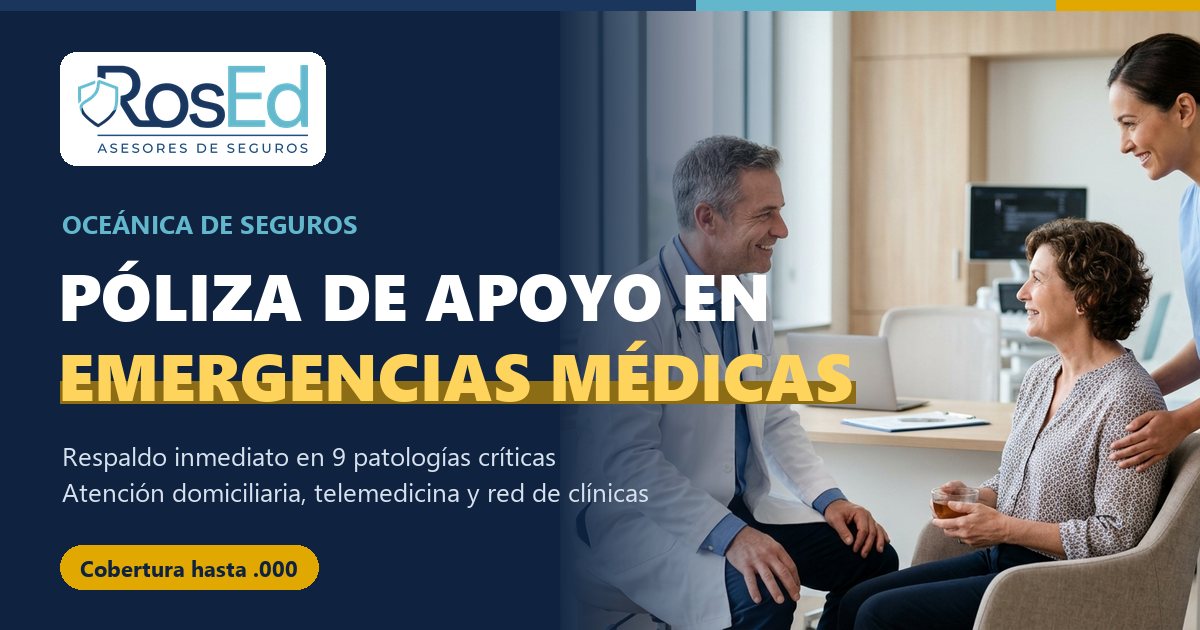 RosEd
ASESORES DE SEGUROS
OCEÁNICA DE SEGUROS
PÓLIZA DE APOYO EN
EMERGENCIAS MÉDICAS
Respaldo inmediato en 9 patologías críticas
Atención domiciliaria, telemedicina y red de clínicas
Cobertura hasta .000